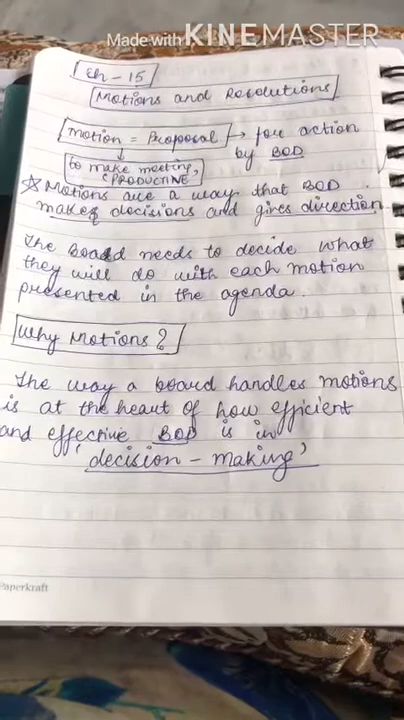 Made with KINEMASTER
Ch - 15
Motions and Resolutions
Motion = Proposal → for action
by BOD
to make meeting,
PRODUCTIVE
☆ Motions are a way that BOD
makes decisions and gives direction
The board needs to decide what
they will do with each motion
presented in the agenda.
Why Motions ?
The way a board handles motions
is at the heart of how efficient
and effective BOD is in
'decision - making'
Paperkraft